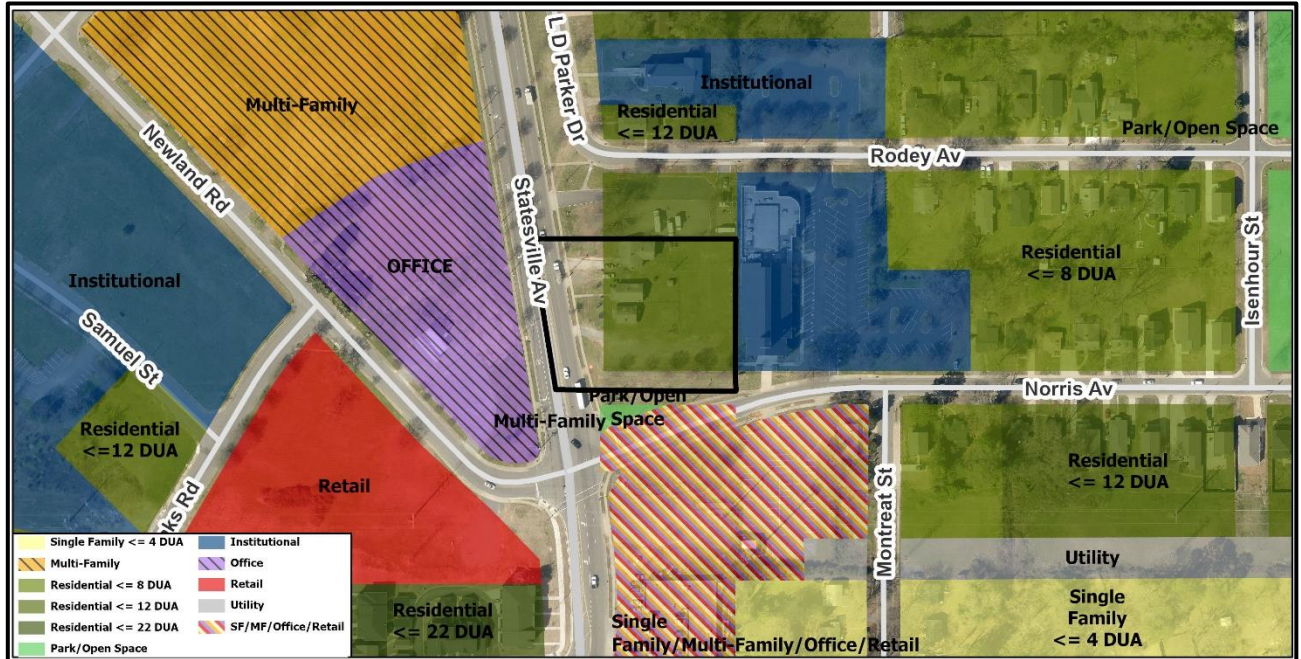 L D Parker Dr
Multi-Family
Institutional
Residential
<= 12 DUA
Park/Open Space
Newland Rd
Rodey Av
Statesville Av
OFFICE
Institutional
Residential
<= 8 DUA
Isenhour St
Samuel St
Norris Av
Park/Open
Space
Multi-Family
Residential
<=12 DUA
Retail
Residential
<= 12 DUA
ks Rd
Montreat St
Utility
Single
Family
<= 4 DUA
Residential
<= 22 DUA
Single
Family/Multi-Family/Office/Retail
Single Family <= 4 DUA
Multi-Family
Residential <= 8 DUA
Residential <= 12 DUA
Residential <= 22 DUA
Park/Open Space
Institutional
Office
Retail
Utility
SF/MF/Office/Retail